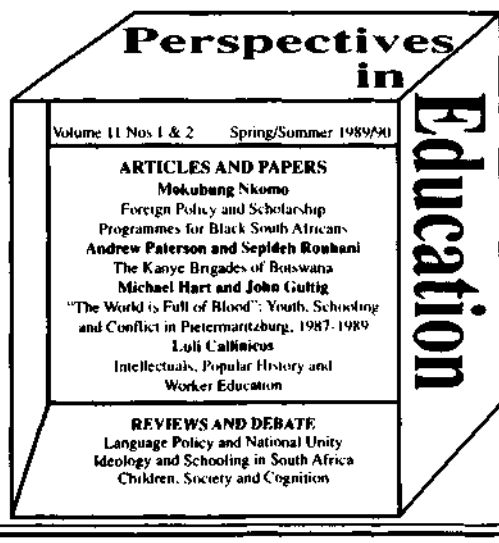 Perspectives
in
Education
Volume 11 Nos 1 & 2 Spring/Summer 1989/90
ARTICLES AND PAPERS
Mokubung Nkomo
Foreign Policy and Scholarship
Programmes for Black South Africans
Andrew Paterson and Sepideh Rouhani
The Kanye Brigades of Botswana
Michael Hart and John Gultig
"The World is Full of Blood": Youth, Schooling
and Conflict in Pietermaritzburg, 1987-1989
Luli Callinicos
Intellectuals, Popular History and
Worker Education
REVIEWS AND DEBATE
Language Policy and National Unity
Ideology and Schooling in South Africa
Children, Society and Cognition